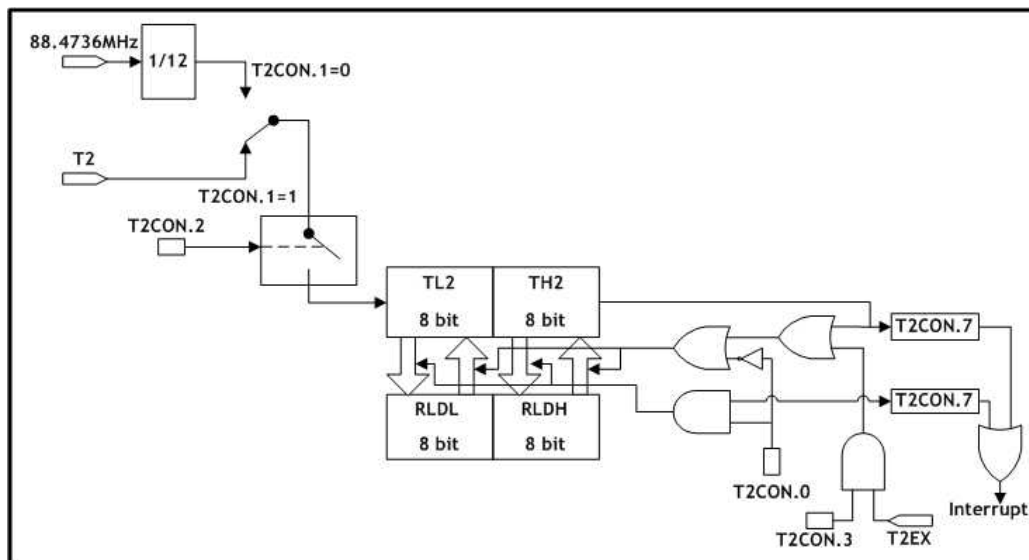 88.4736MHz
1/12
T2CON.1=0
T2
T2CON.1=1
T2CON.2
TL2
8 bit
TH2
8 bit
T2CON.7
RLDL
8 bit
RLDH
8 bit
T2CON.7
T2CON.0
T2CON.3
T2EX
Interrupt